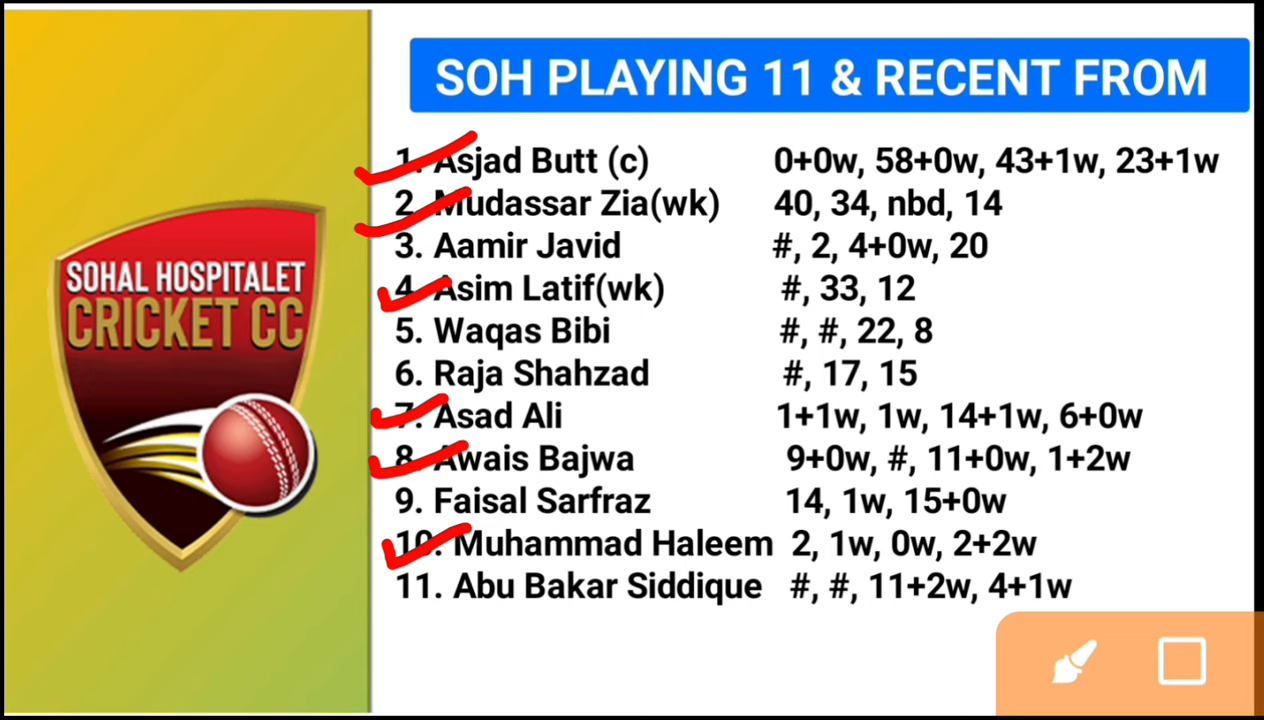 SOHAL HOSPITALET
CRICKET CC
SOH PLAYING 11 & RECENT FROM
1. Asjad Butt (c) 0+0w, 58+0w, 43+1w, 23+1w
2. Mudassar Zia(wk) 40, 34, nbd, 14
3. Aamir Javid #, 2, 4+0w, 20
4. Asim Latif(wk) #, 33, 12
5. Waqas Bibi #, #, 22, 8
6. Raja Shahzad #, 17, 15
7. Asad Ali 1+1w, 1w, 14+1w, 6+0w
8. Awais Bajwa 9+0w, #, 11+0w, 1+2w
9. Faisal Sarfraz 14, 1w, 15+0w
10. Muhammad Haleem 2, 1w, 0w, 2+2w
11. Abu Bakar Siddique #, #, 11+2w, 4+1w